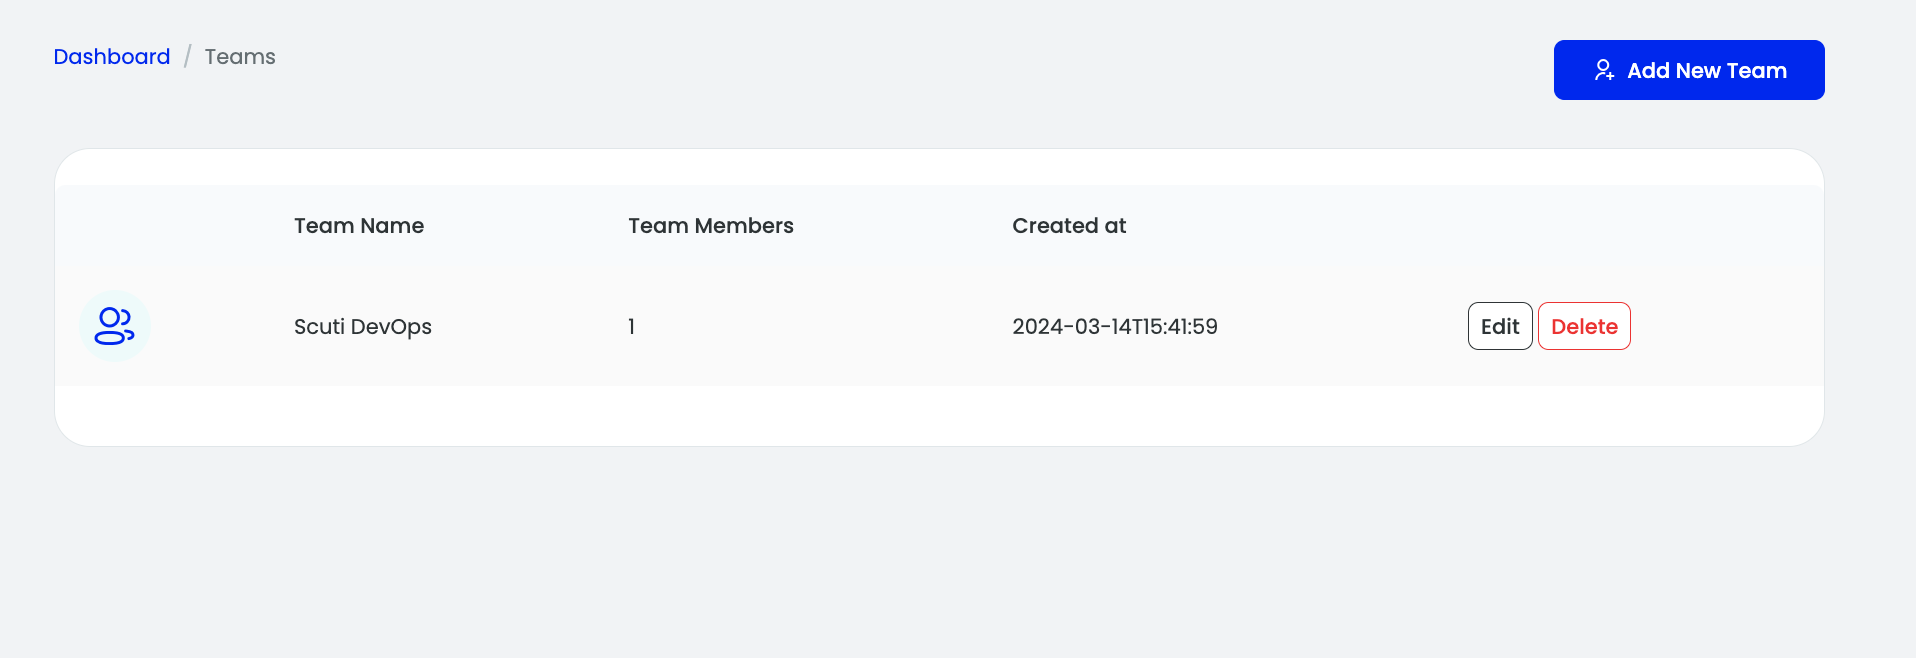 Dashboard / Teams
Add New Team
Team Name Team Members Created at
Scuti DevOps 1 2024-03-14T15:41:59 Edit Delete